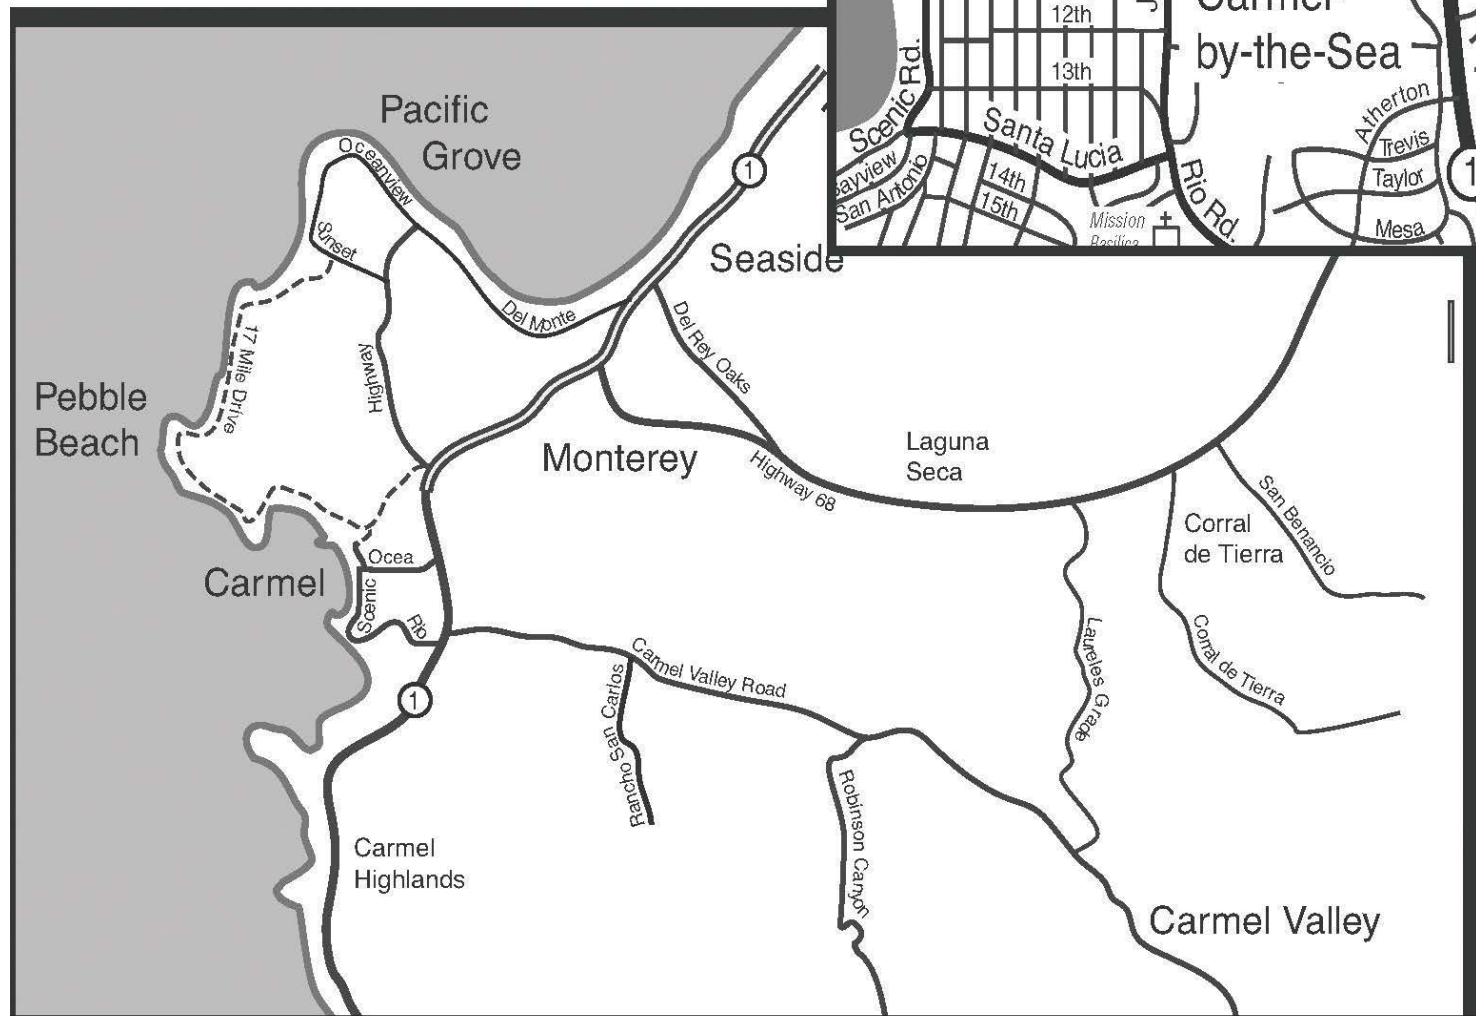 12th
Carmel-
by-the-Sea
13th
Scenic Rd.
Santa Lucia
Atherton
Trevis
Taylor
Mesa
1
14th
15th
San Antonio
Rio Rd.
Mission
Basilica
Pacific
Grove
Oceanview
Sunset
1
Seaside
Del Monte
Del Rey Oaks
17 Mile Drive
Highway
Pebble
Beach
Monterey
Highway 68
Laguna
Seca
San Benancio
Corral
de Tierra
Ocea
Carmel
Scenic
Rio
Laureles Grade
Corral de Tierra
Carmel Valley Road
Rancho San Carlos
1
Robinson Canyon
Carmel
Highlands
Carmel Valley